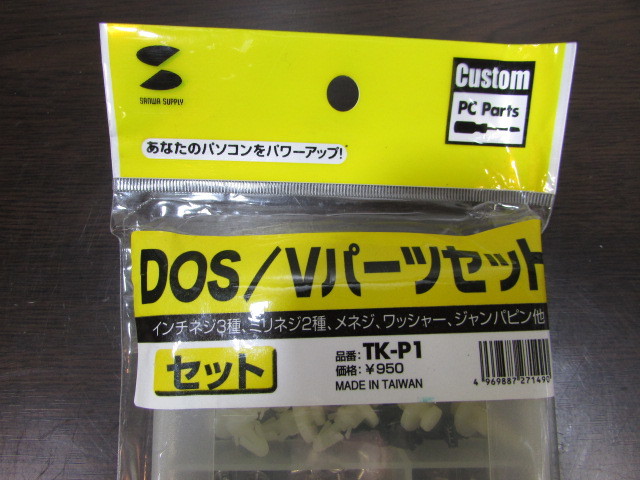 SANWA SUPPLY
Custom
PC Parts
あなたのパソコンをパワーアップ!
DOS/Vパーツセット
インチネジ3種、ミリネジ2種、メネジ、ワッシャー、ジャンパピン他
セット
品番: TK-P1
価格: ¥950
MADE IN TAIWAN
4 969887 271490